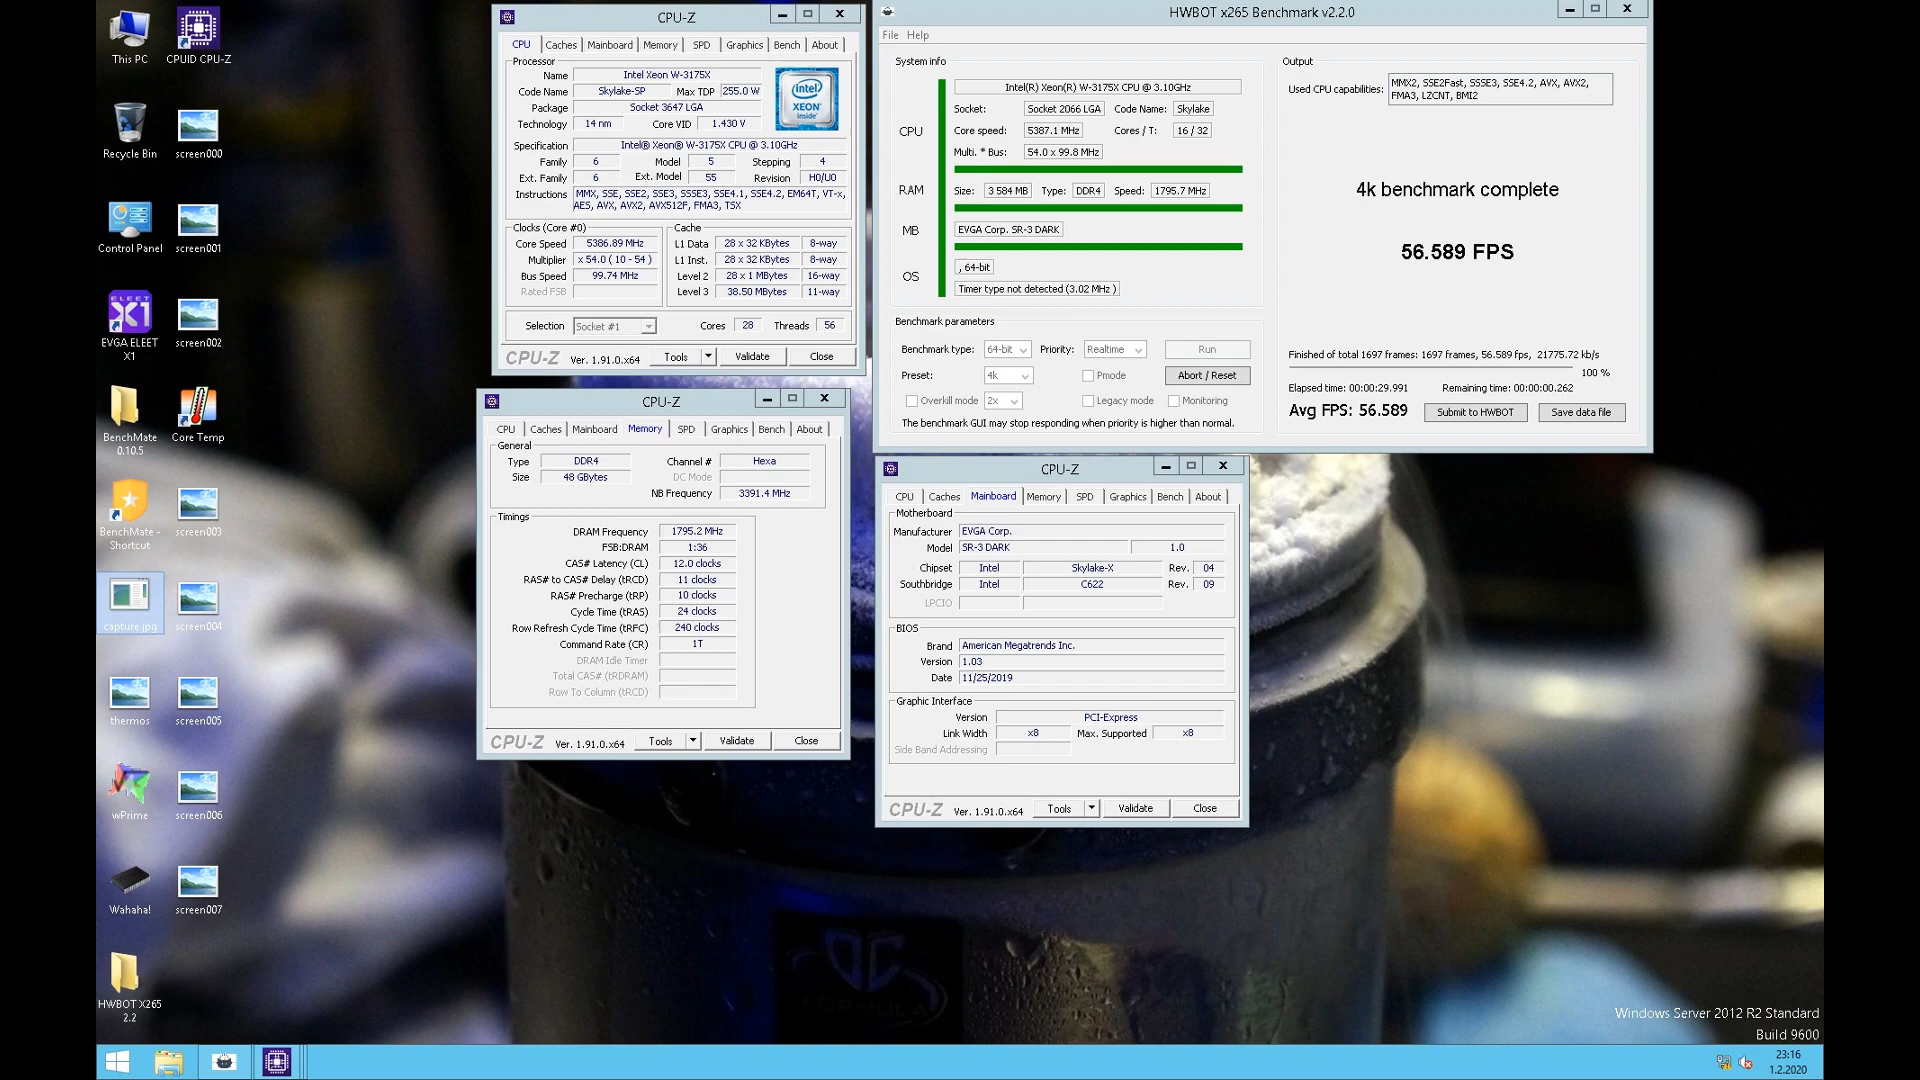 This PC
CPUID CPU-Z
Recycle Bin
screen000
Control Panel
screen001
EVGA ELEET
X1
screen002
BenchMate
0.10.5
Core Temp
BenchMate -
Shortcut
screen003
capture.jpg
screen004
thermos
screen005
wPrime
screen006
Wahaha!
screen007
HWBOT X265
2.2
CPU-Z
CPU Caches Mainboard Memory SPD Graphics Bench About
Processor
Name Intel Xeon W-3175X
Code Name Skylake-SP Max TDP 255.0 W
Package Socket 3647 LGA
Technology 14 nm Core VID 1.430 V
intel
XEON
inside
Specification Intel® Xeon® W-3175X CPU @ 3.10GHz
Family 6 Model 5 Stepping 4
Ext. Family 6 Ext. Model 55 Revision H0/U0
Instructions MMX, SSE, SSE2, SSE3, SSSE3, SSE4.1, SSE4.2, EM64T, VT-x,
AES, AVX, AVX2, AVX512F, FMA3, TSX
Clocks (Core #0)
Core Speed 5386.89 MHz
Multiplier x 54.0 ( 10 - 54 )
Bus Speed 99.74 MHz
Rated FSB
Cache
L1 Data 28 x 32 KBytes 8-way
L1 Inst. 28 x 32 KBytes 8-way
Level 2 28 x 1 MBytes 16-way
Level 3 38.50 MBytes 11-way
Selection Socket #1 Cores 28 Threads 56
CPU-Z Ver. 1.91.0.x64 Tools Validate Close
CPU-Z
CPU Caches Mainboard Memory SPD Graphics Bench About
General
Type DDR4 Channel # Hexa
Size 48 GBytes DC Mode
NB Frequency 3391.4 MHz
Timings
DRAM Frequency 1795.2 MHz
FSB:DRAM 1:36
CAS# Latency (CL) 12.0 clocks
RAS# to CAS# Delay (tRCD) 11 clocks
RAS# Precharge (tRP) 10 clocks
Cycle Time (tRAS) 24 clocks
Row Refresh Cycle Time (tRFC) 240 clocks
Command Rate (CR) 1T
DRAM Idle Timer
Total CAS# (tRDRAM)
Row To Column (tRCD)
CPU-Z Ver. 1.91.0.x64 Tools Validate Close
HWBOT x265 Benchmark v2.2.0
File Help
System info
CPU
Intel(R) Xeon(R) W-3175X CPU @ 3.10GHz
Socket: Socket 2066 LGA Code Name: Skylake
Core speed: 5387.1 MHz Cores / T: 16 / 32
Multi. * Bus: 54.0 x 99.8 MHz
RAM Size: 3 584 MB Type: DDR4 Speed: 1795.7 MHz
MB EVGA Corp. SR-3 DARK
OS , 64-bit
Timer type not detected (3.02 MHz )
Benchmark parameters
Benchmark type: 64-bit Priority: Realtime Run
Preset: 4k Pmode Abort / Reset
Overkill mode 2x Legacy mode Monitoring
The benchmark GUI may stop responding when priority is higher than normal.
Output
Used CPU capabilities: MMX2, SSE2Fast, SSSE3, SSE4.2, AVX, AVX2,
FMA3, LZCNT, BMI2
4k benchmark complete
56.589 FPS
Finished of total 1697 frames: 1697 frames, 56.589 fps, 21775.72 kb/s
100 %
Elapsed time: 00:00:29.991 Remaining time: 00:00:00.262
Avg FPS: 56.589 Submit to HWBOT Save data file
CPU-Z
CPU Caches Mainboard Memory SPD Graphics Bench About
Motherboard
Manufacturer EVGA Corp.
Model SR-3 DARK 1.0
Chipset Intel Skylake-X Rev. 04
Southbridge Intel C622 Rev. 09
LPCIO
BIOS
Brand American Megatrends Inc.
Version 1.03
Date 11/25/2019
Graphic Interface
Version PCI-Express
Link Width x8 Max. Supported x8
Side Band Addressing
CPU-Z Ver. 1.91.0.x64 Tools Validate Close
Windows Server 2012 R2 Standard
Build 9600
23:16
1.2.2020